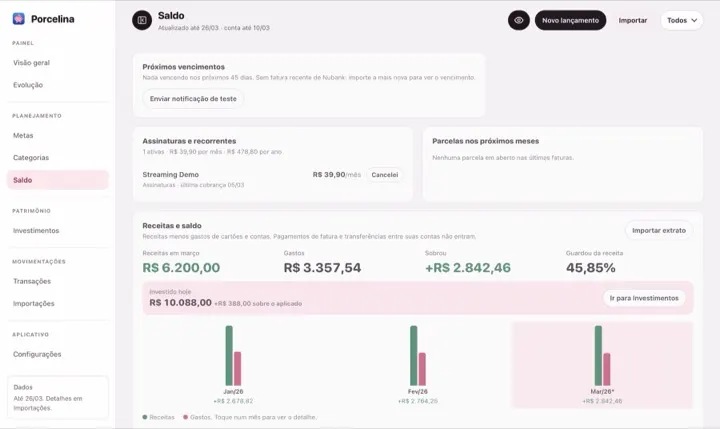 Porcelina
PAINEL
Visão geral
Evolução
PLANEJAMENTO
Metas
Categorias
Saldo
PATRIMÔNIO
Investimentos
MOVIMENTAÇÕES
Transações
Importações
APLICATIVO
Configurações
Dados
Até 26/03. Detalhes em
Importações.
Saldo
Atualizado até 26/03 · conta até 10/03
Novo lançamento
Importar
Todos
Próximos vencimentos
Nada vencendo nos próximos 45 dias. Sem fatura recente de Nubank: importe a mais nova para ver o vencimento.
Enviar notificação de teste
Assinaturas e recorrentes
1 ativas · R$ 39,90 por mês · R$ 478,80 por ano
Streaming Demo
Assinaturas · última cobrança 05/03
R$ 39,90/mês
Cancelei
Parcelas nos próximos meses
Nenhuma parcela em aberto nas últimas faturas.
Receitas e saldo
Receitas menos gastos de cartões e contas. Pagamentos de fatura e transferências entre suas contas não entram.
Importar extrato
Receitas em março
R$ 6.200,00
Gastos
R$ 3.357,54
Sobrou
+R$ 2.842,46
Guardou da receita
45,85%
Investido hoje
R$ 10.088,00 +R$ 388,00 sobre o aplicado
Ir para Investimentos
Jan/26
+R$ 2.678,82
Fev/26
+R$ 2.764,26
Mar/26*
+R$ 2.842,46
Receitas
Gastos. Toque num mês para ver o detalhe.